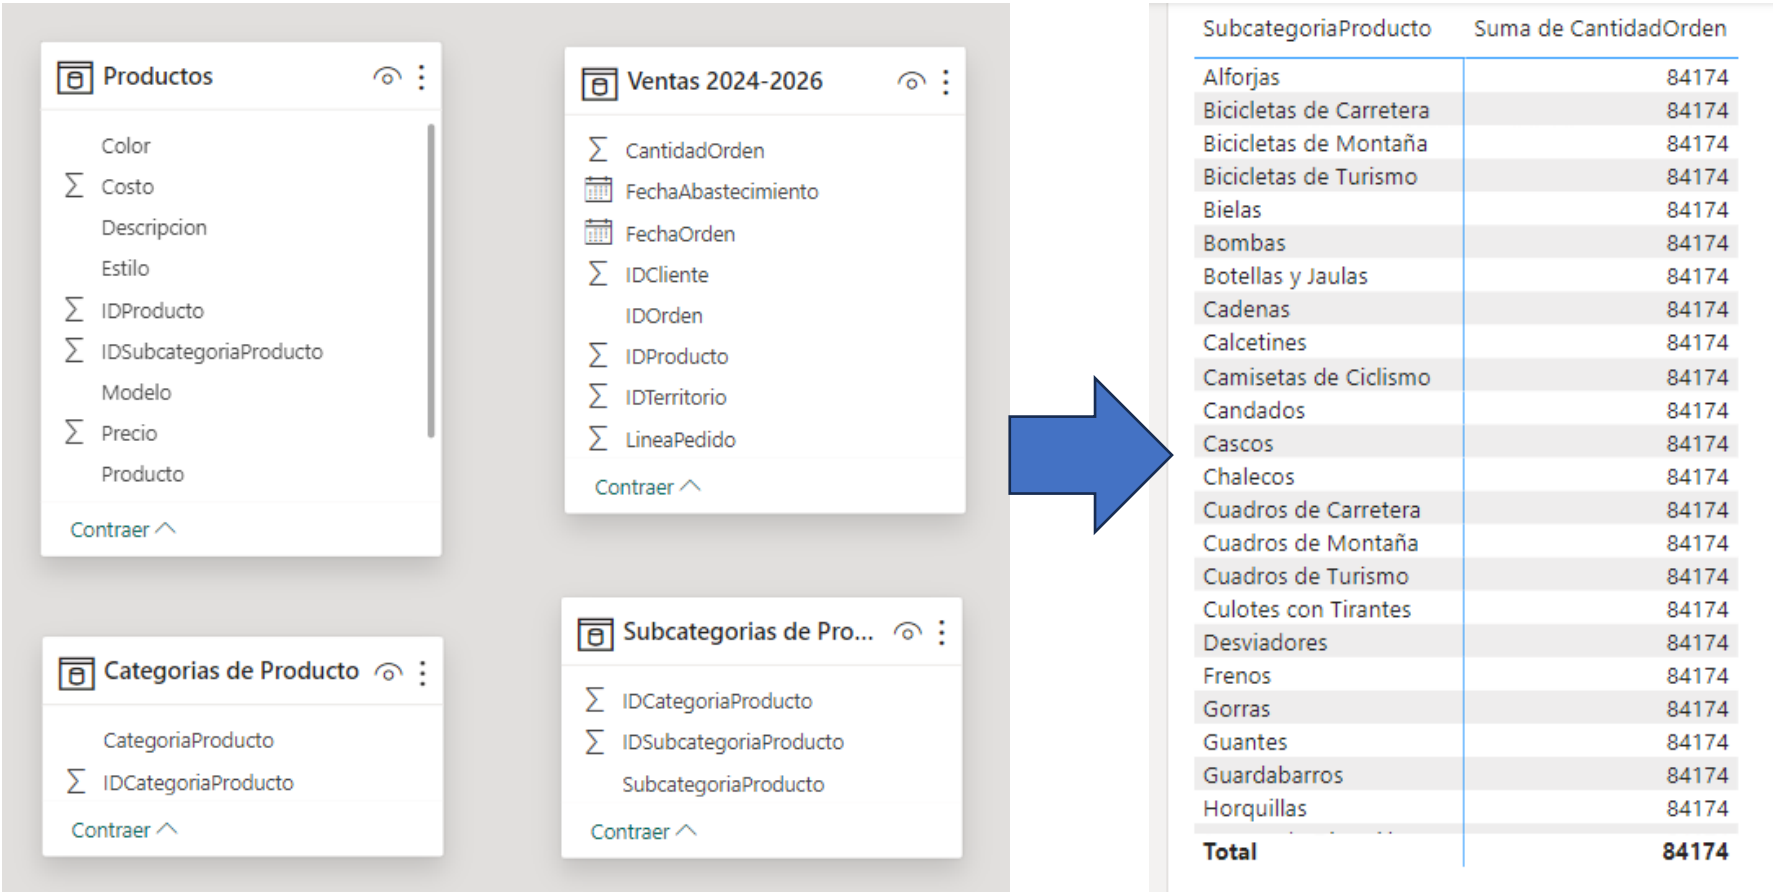 Productos
Color
Costo
Descripcion
Estilo
IDProducto
IDSubcategoriaProducto
Modelo
Precio
Producto
Contraer
Ventas 2024-2026
CantidadOrden
FechaAbastecimiento
FechaOrden
IDCliente
IDOrden
IDProducto
IDTerritorio
LineaPedido
Contraer
Categorias de Producto
CategoriaProducto
IDCategoriaProducto
Contraer
Subcategorias de Pro...
IDCategoriaProducto
IDSubcategoriaProducto
SubcategoriaProducto
Contraer
SubcategoriaProducto Suma de CantidadOrden
Alforjas 84174
Bicicletas de Carretera 84174
Bicicletas de Montaña 84174
Bicicletas de Turismo 84174
Bielas 84174
Bombas 84174
Botellas y Jaulas 84174
Cadenas 84174
Calcetines 84174
Camisetas de Ciclismo 84174
Candados 84174
Cascos 84174
Chalecos 84174
Cuadros de Carretera 84174
Cuadros de Montaña 84174
Cuadros de Turismo 84174
Culotes con Tirantes 84174
Desviadores 84174
Frenos 84174
Gorras 84174
Guantes 84174
Guardabarros 84174
Horquillas 84174
Total 84174